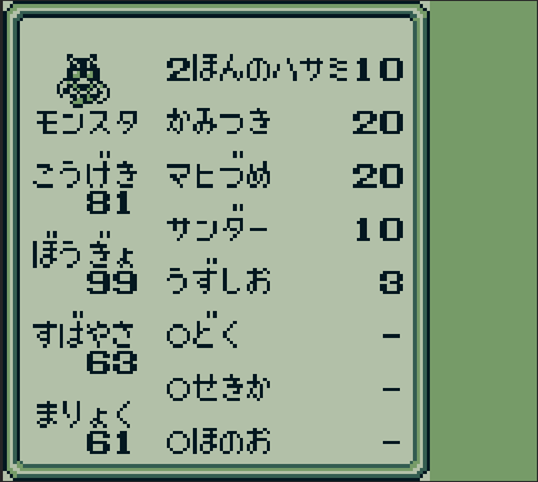 2ほんのハサミ10
モンスタ
かみつき 20
こうげき
81
マヒづめ 20
サンダー 10
ぼうぎょ
99
うずしお 3
すばやさ
63
○どく -
○せきか -
まりょく
61
○ほのお -